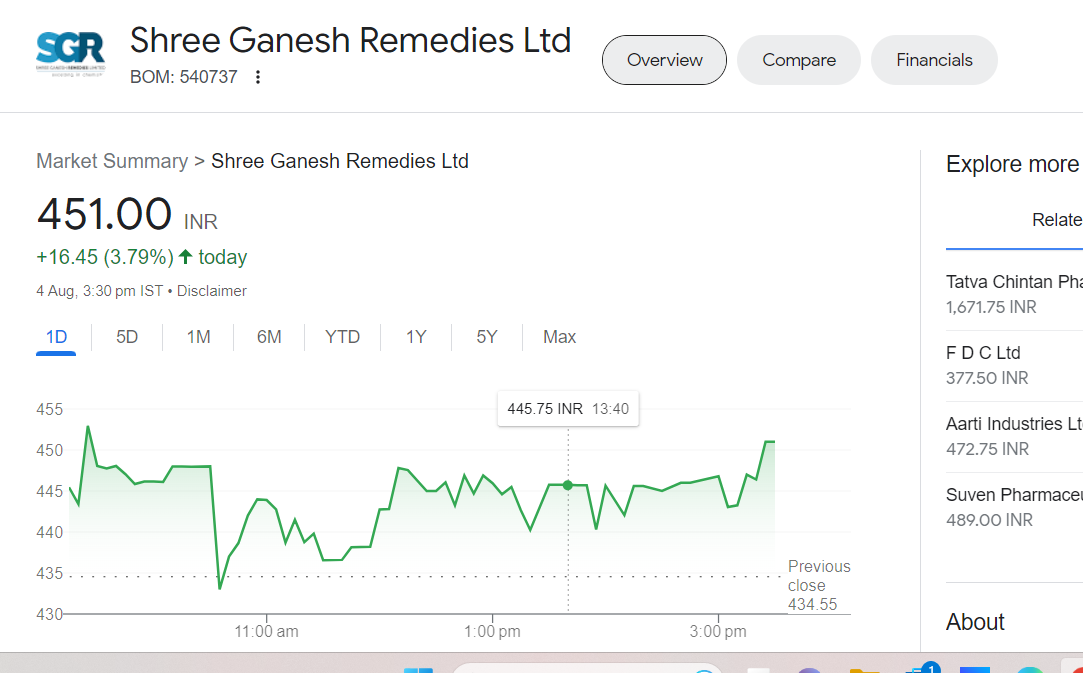 SGR
Shree Ganesh Remedies Ltd
BOM: 540737
Overview
Compare
Financials
Market Summary > Shree Ganesh Remedies Ltd
451.00 INR
+16.45 (3.79%) ↑ today
4 Aug, 3:30 pm IST • Disclaimer
1D 5D 1M 6M YTD 1Y 5Y Max
445.75 INR 13:40
455
450
445
440
435
430
Previous
close
434.55
11:00 am 1:00 pm 3:00 pm
Explore more
Relate
Tatva Chintan Pha
1,671.75 INR
F D C Ltd
377.50 INR
Aarti Industries Lt
472.75 INR
Suven Pharmaceu
489.00 INR
About
1